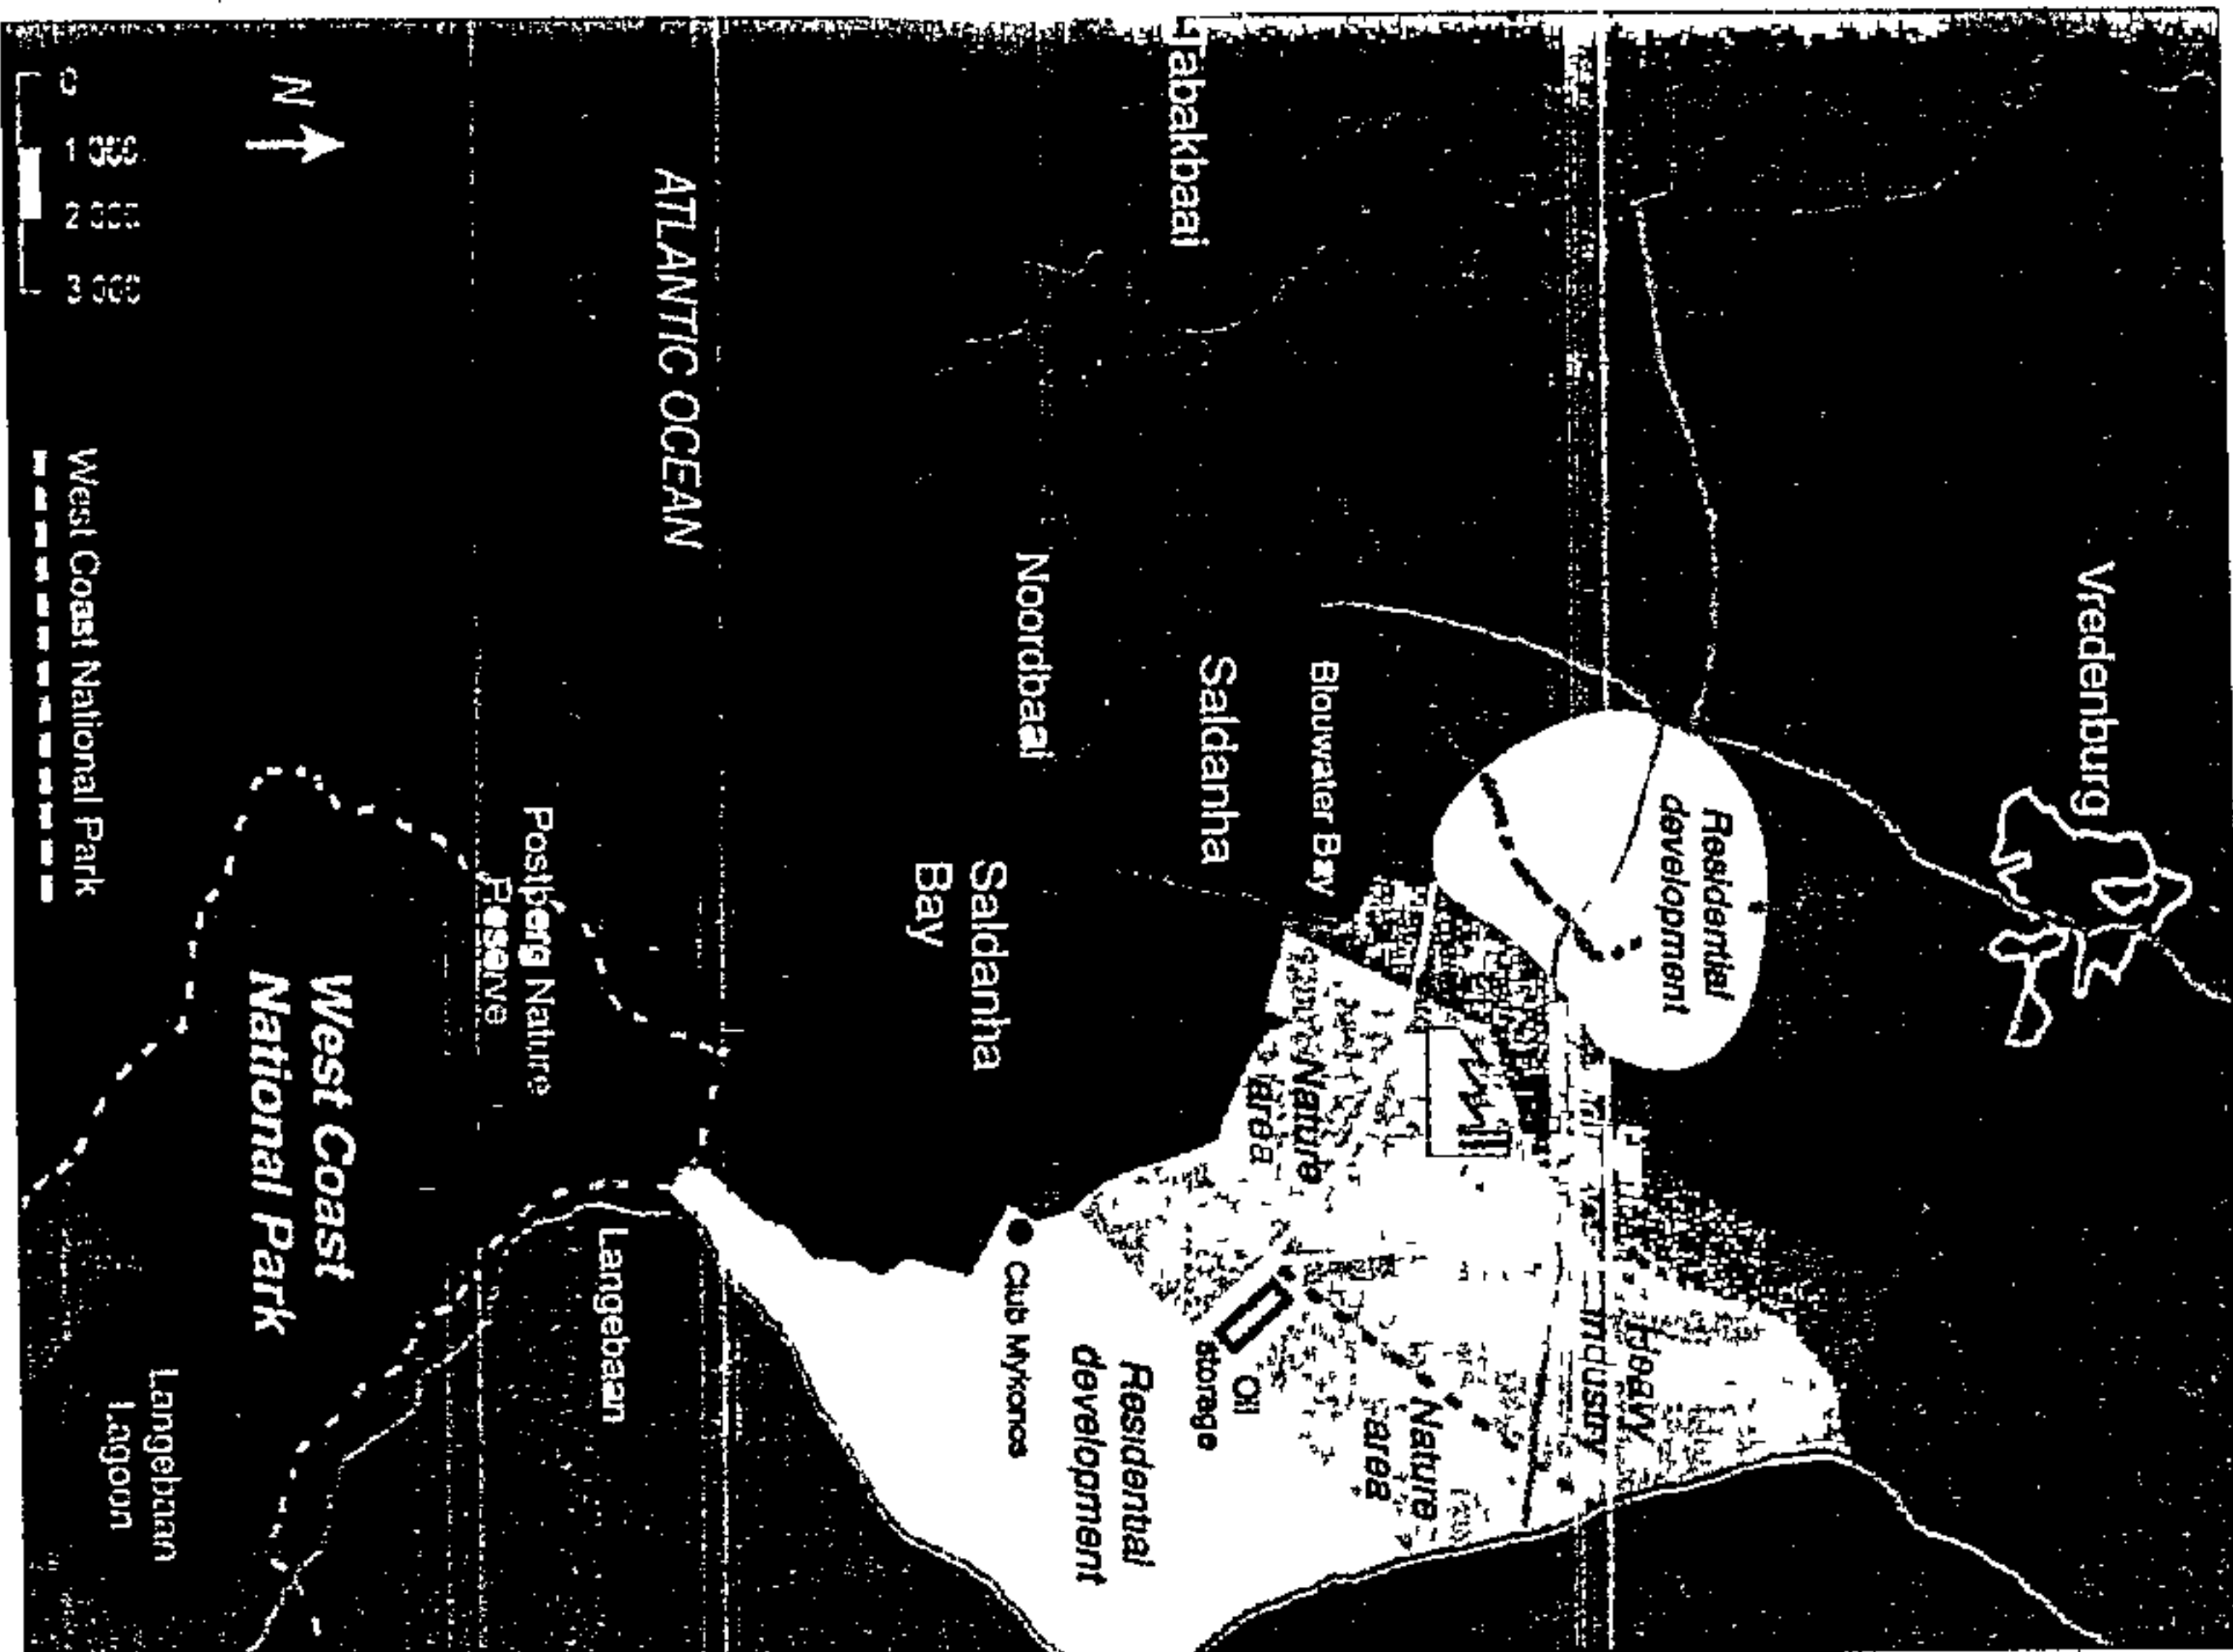 Vredenburg
Residential
development
Heavy
industry
Tabakbaai
Blouwater Bay
Saldanha
Nature
area
Nature
area
Oil
storage
Noordbaai
Residential
development
Saldanha
Bay
Club Mykonos
ATLANTIC OCEAN
Langebaan
Postberg Nature
Reserve
West Coast
National Park
N
Langebaan
Lagoon
0
1 000
2 000
3 000
West Coast National Park